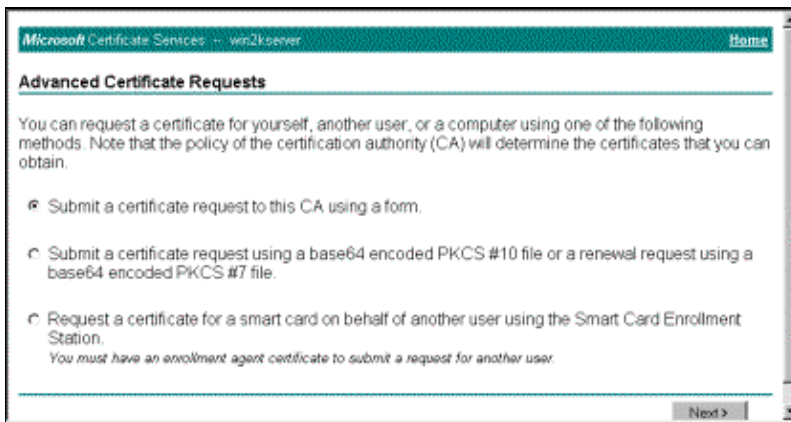 Microsoft Certificate Services -- win2kserver Home
Advanced Certificate Requests
You can request a certificate for yourself, another user, or a computer using one of the following
methods. Note that the policy of the certification authority (CA) will determine the certificates that you can
obtain.
Submit a certificate request to this CA using a form.
Submit a certificate request using a base64 encoded PKCS #10 file or a renewal request using a
base64 encoded PKCS #7 file.
Request a certificate for a smart card on behalf of another user using the Smart Card Enrollment
Station.
You must have an enrollment agent certificate to submit a request for another user.
Next >